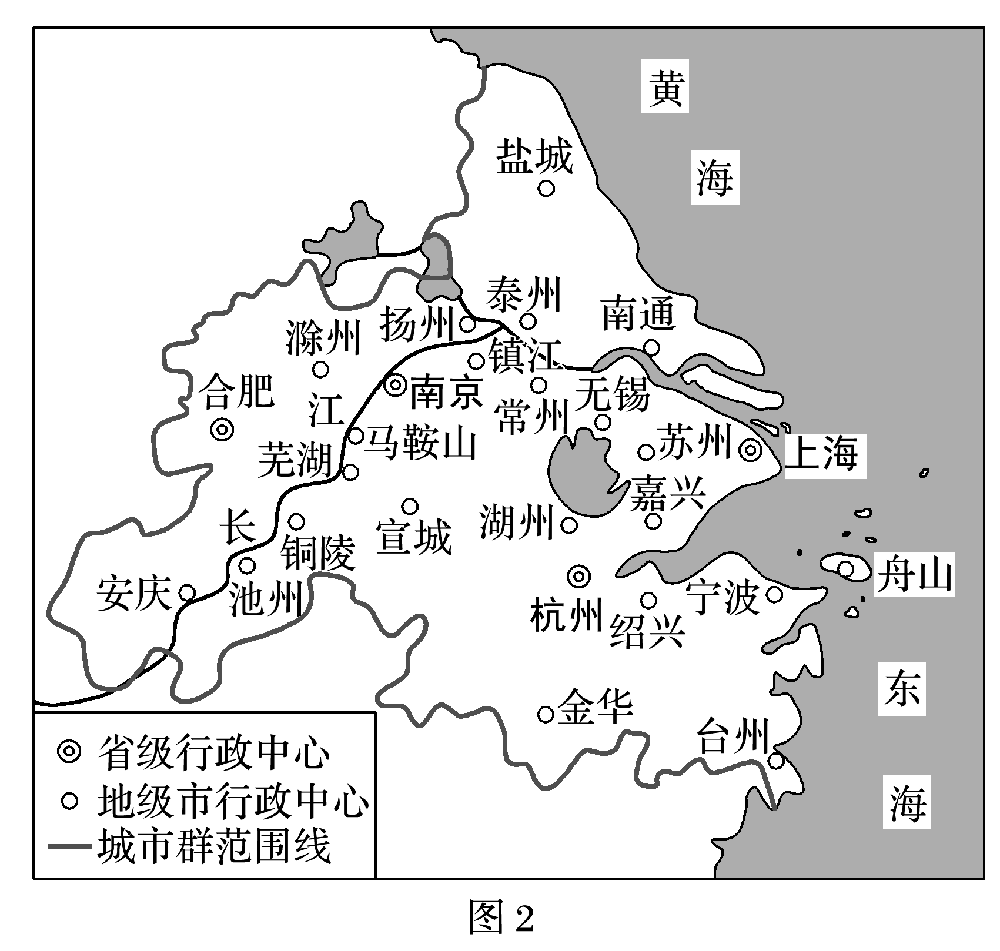 黄
海
盐城
泰州
南通
扬州
滁州
镇江
合肥
南京
无锡
江
常州
马鞍山
苏州
上海
芜湖
嘉兴
湖州
长
宣城
铜陵
舟山
安庆
池州
宁波
杭州
绍兴
东
金华
台州
海
省级行政中心
地级市行政中心
城市群范围线
图 2